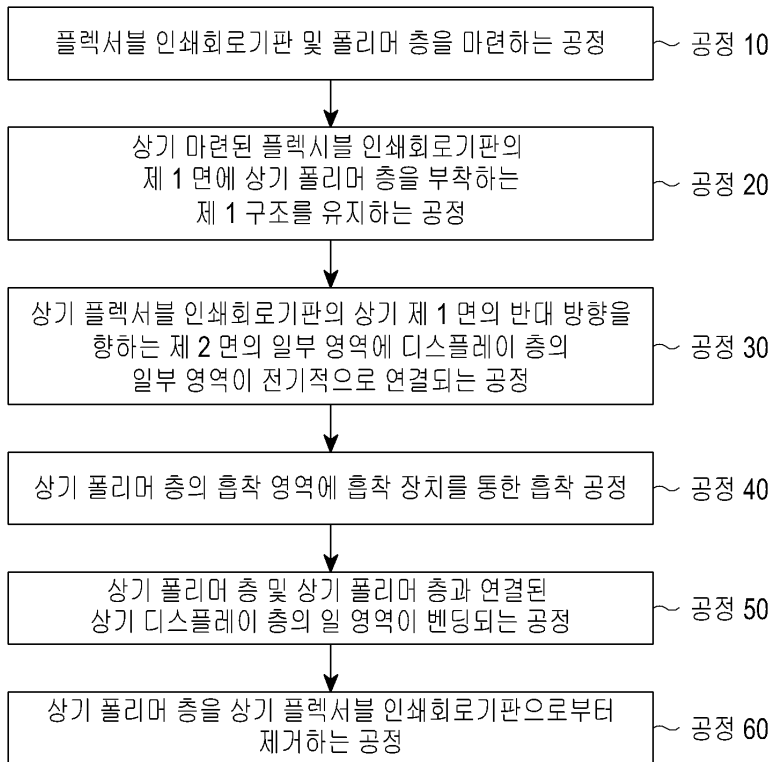 플렉서블 인쇄회로기판 및 폴리머 층을 마련하는 공정
공정 10
상기 마련된 플렉시블 인쇄회로기판의
제 1 면에 상기 폴리머 층을 부착하는
제 1 구조를 유지하는 공정
공정 20
상기 플렉서블 인쇄회로기판의 상기 제 1 면의 반대 방향을
향하는 제 2 면의 일부 영역에 디스플레이 층의
일부 영역이 전기적으로 연결되는 공정
공정 30
상기 폴리머 층의 흡착 영역에 흡착 장치를 통한 흡착 공정
공정 40
상기 폴리머 층 및 상기 폴리머 층과 연결된
상기 디스플레이 층의 일 영역이 벤딩되는 공정
공정 50
상기 폴리머 층을 상기 플렉서블 인쇄회로기판으로부터
제거하는 공정
공정 60